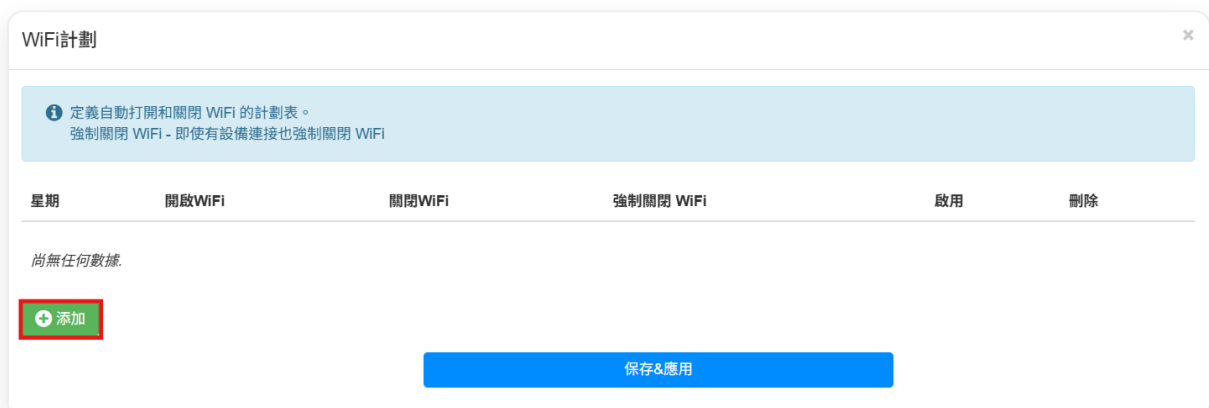 WiFi計劃
×
定義自動打開和關閉 WiFi 的計劃表。
強制關閉 WiFi - 即使有設備連接也強制關閉 WiFi
星期 開啟WiFi 關閉WiFi 強制關閉 WiFi 啟用 刪除
尚無任何數據.
添加
保存&應用